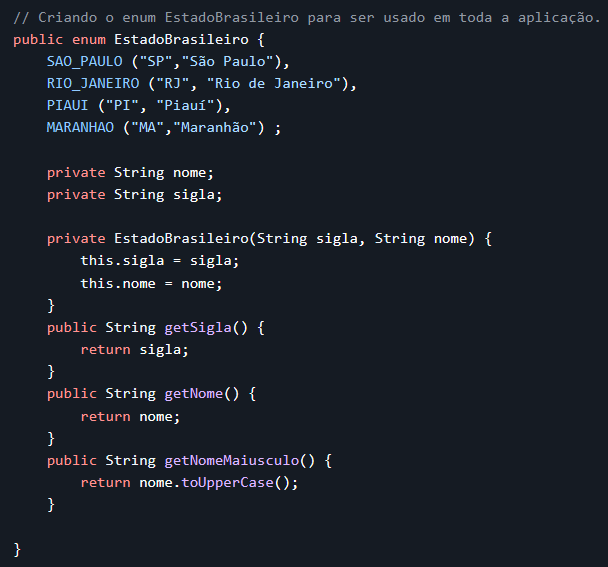 // Criando o enum EstadoBrasileiro para ser usado em toda a aplicação.
public enum EstadoBrasileiro {
    SAO_PAULO ("SP","São Paulo"),
    RIO_JANEIRO ("RJ", "Rio de Janeiro"),
    PIAUI ("PI", "Piauí"),
    MARANHAO ("MA","Maranhão") ;
    private String nome;
    private String sigla;
    private EstadoBrasileiro(String sigla, String nome) {
        this.sigla = sigla;
        this.nome = nome;
    }
    public String getSigla() {
        return sigla;
    }
    public String getNome() {
        return nome;
    }
    public String getNomeMaiusculo() {
        return nome.toUpperCase();
    }
}